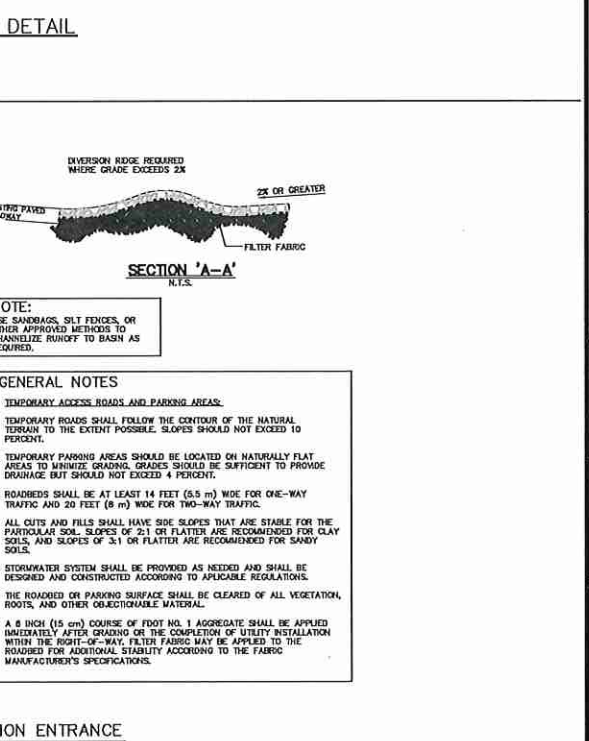 DETAIL
DIVERSION RIDGE REQUIRED
WHERE GRADE EXCEEDS 2%
2% OR GREATER
PAVED
FILTER FABRIC
SECTION 'A-A'
N.T.S.
OTE:
SE SANDBAGS, SILT FENCES, OR
THER APPROVED METHODS TO
HANNELIZE RUNOFF TO BASIN AS
EQUIRED.
GENERAL NOTES
TEMPORARY ACCESS ROADS AND PARKING AREAS:
TEMPORARY ROADS SHALL FOLLOW THE CONTOUR OF THE NATURAL
TERRAIN TO THE EXTENT POSSIBLE. SLOPES SHOULD NOT EXCEED 10
PERCENT.
TEMPORARY PARKING AREAS SHOULD BE LOCATED ON NATURALLY FLAT
AREAS TO MINIMIZE GRADING. GRADES SHOULD BE SUFFICIENT TO PROVIDE
DRAINAGE BUT SHOULD NOT EXCEED 4 PERCENT.
ROADBEDS SHALL BE AT LEAST 14 FEET (5.5 m) WIDE FOR ONE-WAY
TRAFFIC AND 20 FEET (6 m) WIDE FOR TWO-WAY TRAFFIC.
ALL CUTS AND FILLS SHALL HAVE SIDE SLOPES THAT ARE STABLE FOR THE
PARTICULAR SOIL. SLOPES OF 2:1 OR FLATTER ARE RECOMMENDED FOR CLAY
SOILS, AND SLOPES OF 3:1 OR FLATTER ARE RECOMMENDED FOR SANDY
SOILS.
STORMWATER SYSTEM SHALL BE PROVIDED AS NEEDED AND SHALL BE
DESIGNED AND CONSTRUCTED ACCORDING TO APLICABLE REGULATIONS.
THE ROADBED OR PARKING SURFACE SHALL BE CLEARED OF ALL VEGETATION,
ROOTS, AND OTHER OBJECTIONABLE MATERIAL.
A 6 INCH (15 cm) COURSE OF FDOT NO. 1 AGGREGATE SHALL BE APPLIED
IMMEDIATELY AFTER GRADING OR THE COMPLETION OF UTILITY INSTALLATION
WITHIN THE RIGHT-OF-WAY. FILTER FABRIC MAY BE APPLIED TO THE
ROADBED FOR ADDITIONAL STABILITY ACCORDING TO THE FABRIC
MANUFACTURER'S SPECIFICATIONS.
ION ENTRANCE